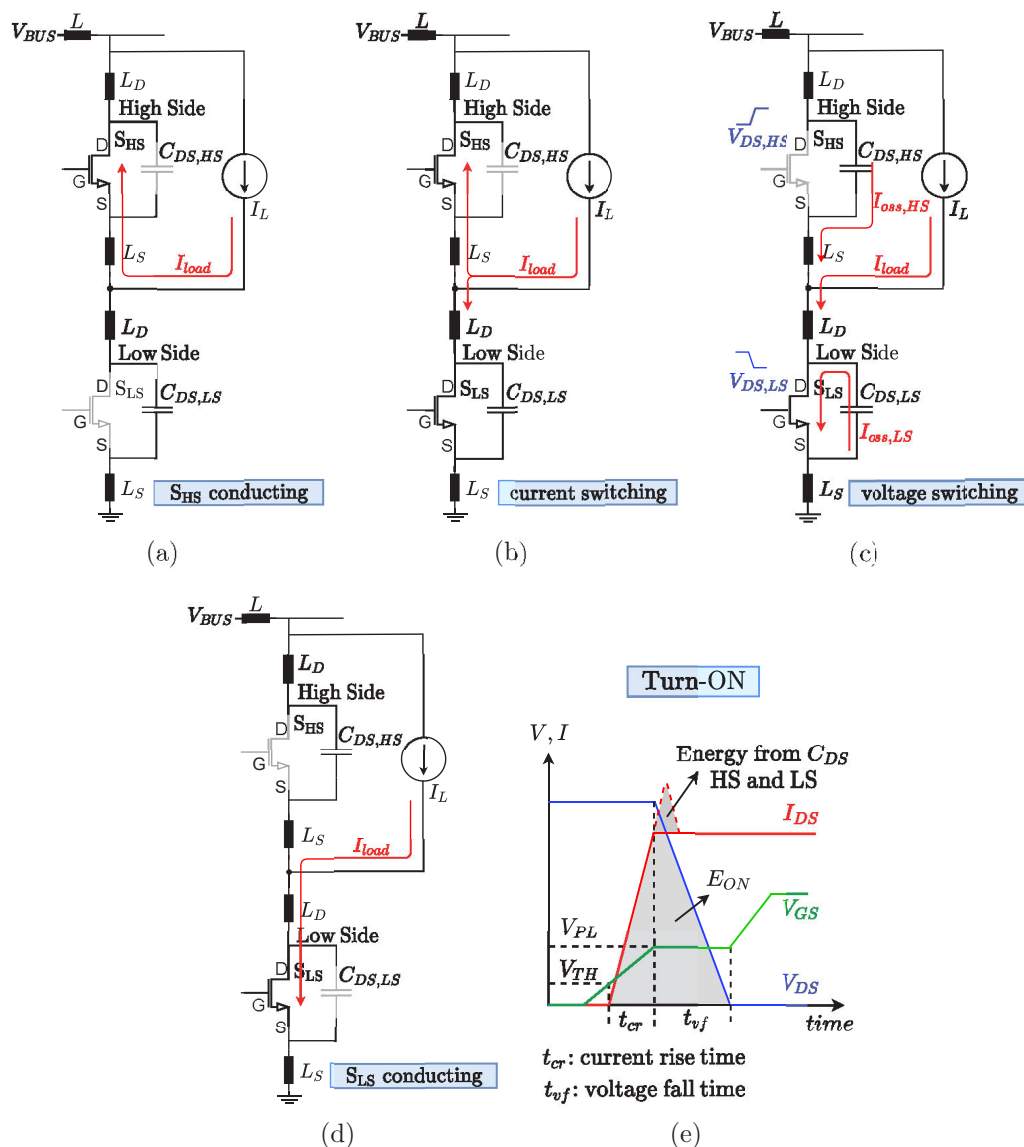 V_BUS L
L_D
High Side
D S_HS
C_DS,HS
G
S
I_L
L_S
I_load
L_D
Low Side
D
S_LS C_DS,LS
G
S
L_S
S_HS conducting
(a)
V_BUS L
L_D
High Side
D S_HS
C_DS,HS
G
S
I_L
L_S
I_load
L_D
Low Side
D
S_LS C_DS,LS
G
S
L_S
current switching
(b)
V_BUS L
L_D
High Side
V_DS,HS
D S_HS
C_DS,HS
G
S
I_oss,HS
I_L
L_S
I_load
L_D
Low Side
V_DS,LS
D
S_LS C_DS,LS
G
S
I_oss,LS
L_S
voltage switching
(c)
V_BUS L
L_D
High Side
D S_HS
C_DS,HS
G
S
I_L
L_S
I_load
L_D
Low Side
D
S_LS C_DS,LS
G
S
L_S
S_LS conducting
(d)
Turn-ON
V, I
Energy from C_DS
HS and LS
I_DS
E_ON
V_GS
V_PL
V_TH
V_DS
t_cr t_vf time
t_cr: current rise time
t_vf: voltage fall time
(e)